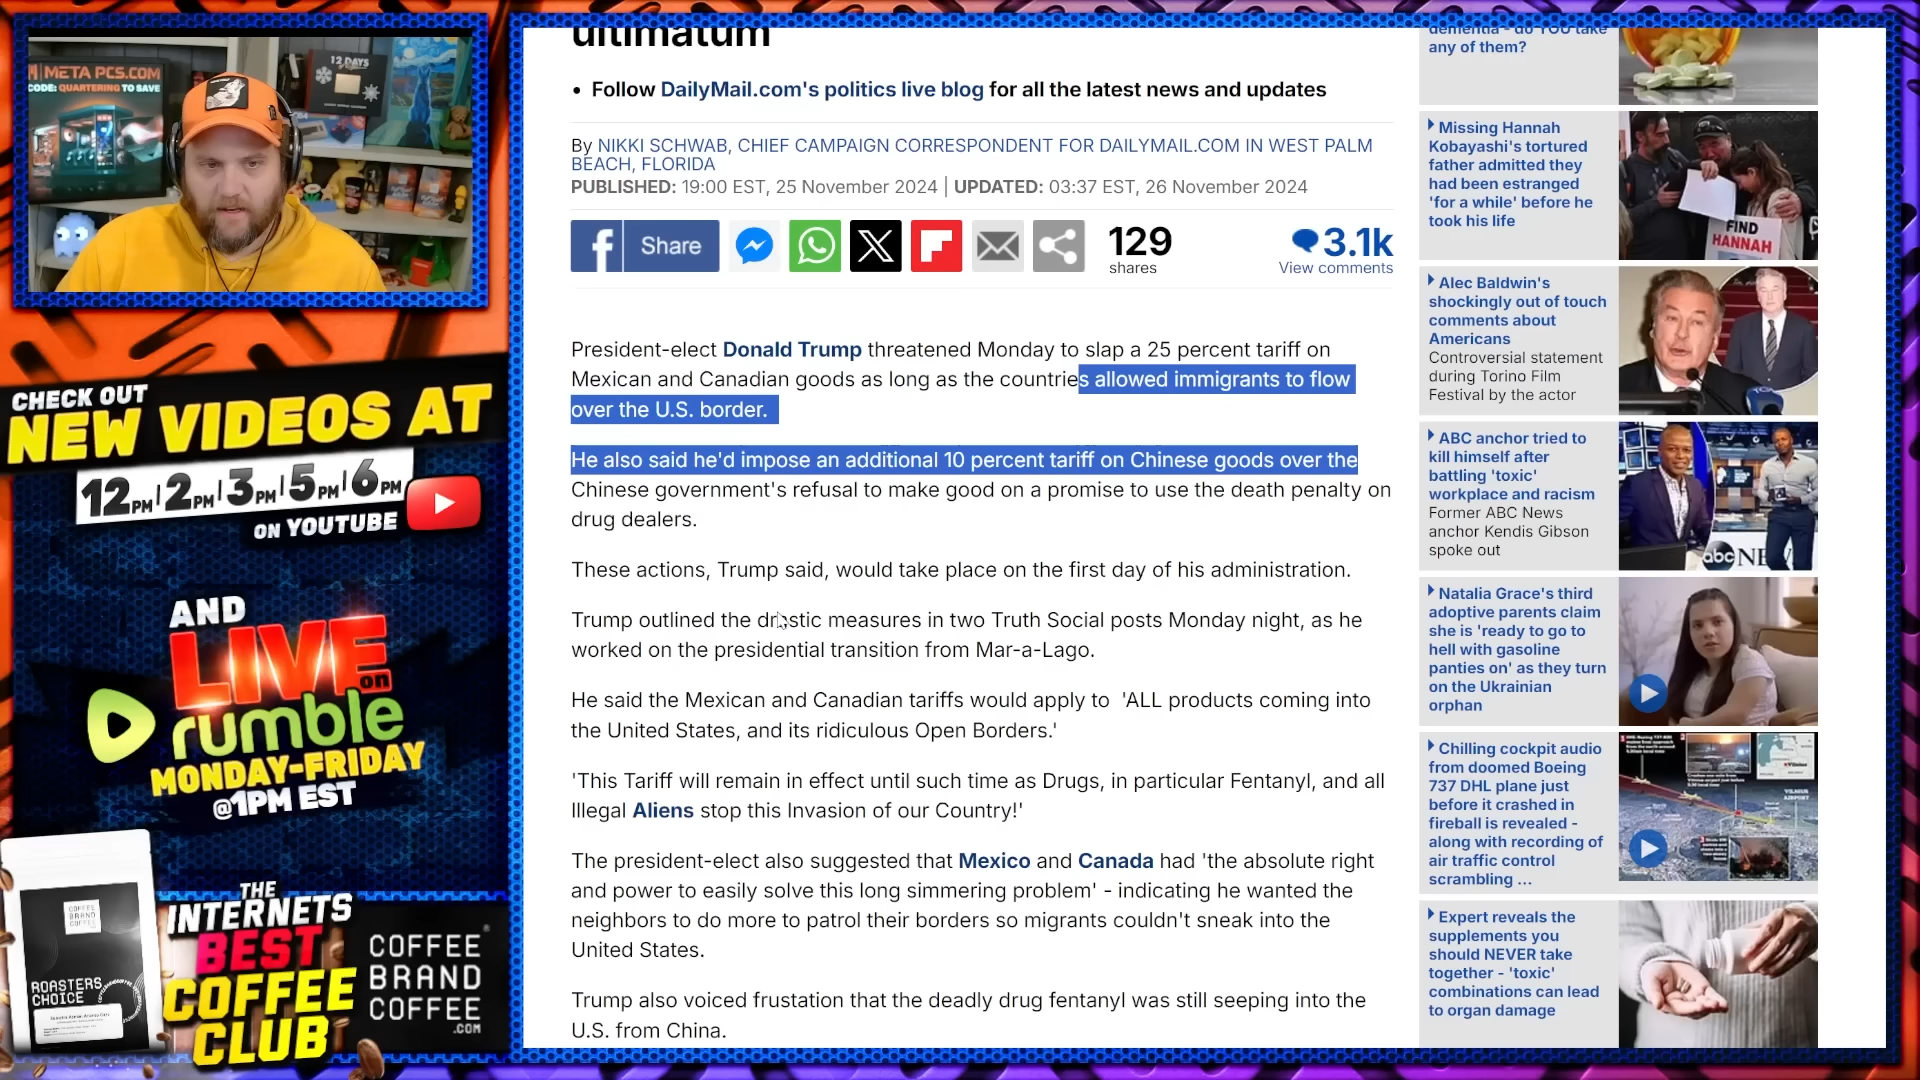 META PCS.COM
CODE: QUARTERING TO SAVE
12 DAYS
CHECK OUT
NEW VIDEOS AT
12PM | 2PM | 3PM | 5PM | 6PM
ON YOUTUBE
AND
LIVE on
rumble
MONDAY-FRIDAY
@1PM EST
THE
INTERNETS
BEST
COFFEE
CLUB
COFFEE
BRAND
COFFEE
.COM
COFFEE
BRAND
COFFEE
ROASTERS
CHOICE
ultimatum
• Follow DailyMail.com's politics live blog for all the latest news and updates
By NIKKI SCHWAB, CHIEF CAMPAIGN CORRESPONDENT FOR DAILYMAIL.COM IN WEST PALM
BEACH, FLORIDA
PUBLISHED: 19:00 EST, 25 November 2024 | UPDATED: 03:37 EST, 26 November 2024
f Share
129
shares
3.1k
View comments
President-elect Donald Trump threatened Monday to slap a 25 percent tariff on
Mexican and Canadian goods as long as the countries allowed immigrants to flow
over the U.S. border.
He also said he'd impose an additional 10 percent tariff on Chinese goods over the
Chinese government's refusal to make good on a promise to use the death penalty on
drug dealers.
These actions, Trump said, would take place on the first day of his administration.
Trump outlined the drastic measures in two Truth Social posts Monday night, as he
worked on the presidential transition from Mar-a-Lago.
He said the Mexican and Canadian tariffs would apply to 'ALL products coming into
the United States, and its ridiculous Open Borders.'
'This Tariff will remain in effect until such time as Drugs, in particular Fentanyl, and all
Illegal Aliens stop this Invasion of our Country!'
The president-elect also suggested that Mexico and Canada had 'the absolute right
and power to easily solve this long simmering problem' - indicating he wanted the
neighbors to do more to patrol their borders so migrants couldn't sneak into the
United States.
Trump also voiced frustation that the deadly drug fentanyl was still seeping into the
U.S. from China.
dementia - do YOU take
any of them?
Missing Hannah
Kobayashi's tortured
father admitted they
had been estranged
'for a while' before he
took his life
FIND
HANNAH
Alec Baldwin's
shockingly out of touch
comments about
Americans
Controversial statement
during Torino Film
Festival by the actor
ABC anchor tried to
kill himself after
battling 'toxic'
workplace and racism
Former ABC News
anchor Kendis Gibson
spoke out
abc NEW
Natalia Grace's third
adoptive parents claim
she is 'ready to go to
hell with gasoline
panties on' as they turn
on the Ukrainian
orphan
Chilling cockpit audio
from doomed Boeing
737 DHL plane just
before it crashed in
fireball is revealed -
along with recording of
air traffic control
scrambling ...
Expert reveals the
supplements you
should NEVER take
together - 'toxic'
combinations can lead
to organ damage